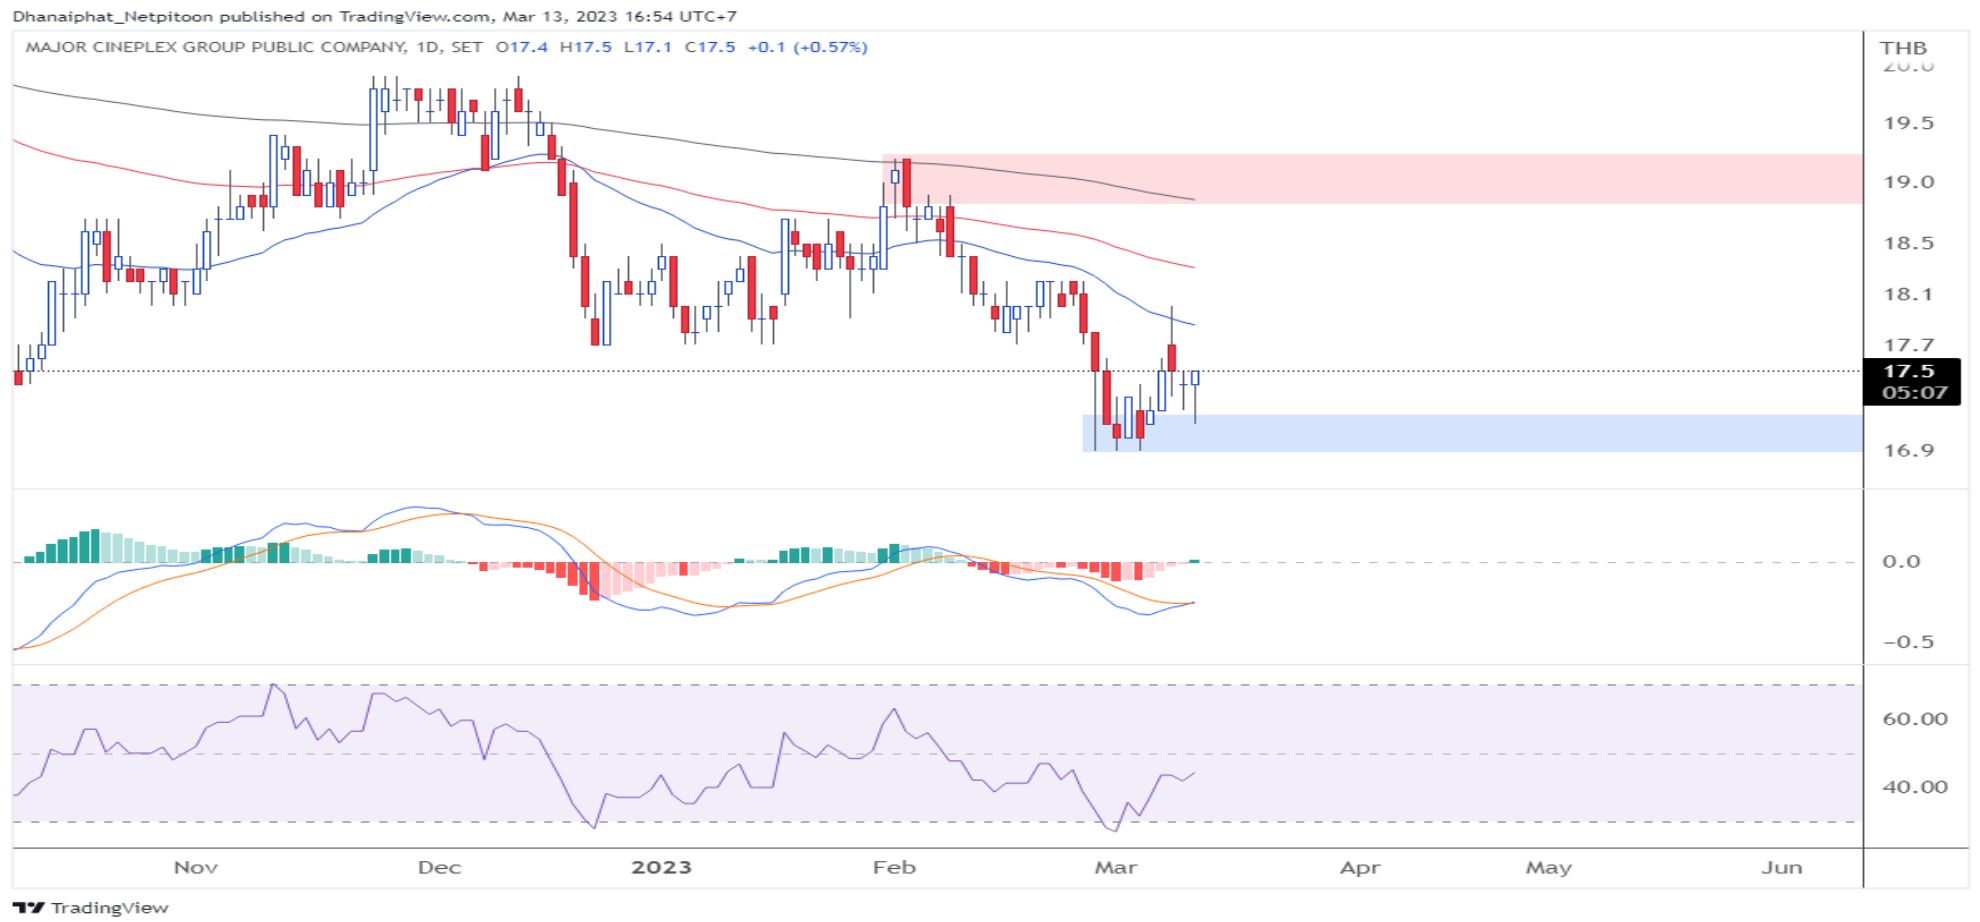 Dhanaiphat_Netpitoon published on TradingView.com, Mar 13, 2023 16:54 UTC+7
MAJOR CINEPLEX GROUP PUBLIC COMPANY, 1D, SET O17.4 H17.5 L17.1 C17.5 +0.1 (+0.57%)
THB
20.0
19.5
19.0
18.5
18.1
17.7
17.5
05:07
16.9
0.0
−0.5
60.00
40.00
Nov Dec 2023 Feb Mar Apr May Jun
TradingView